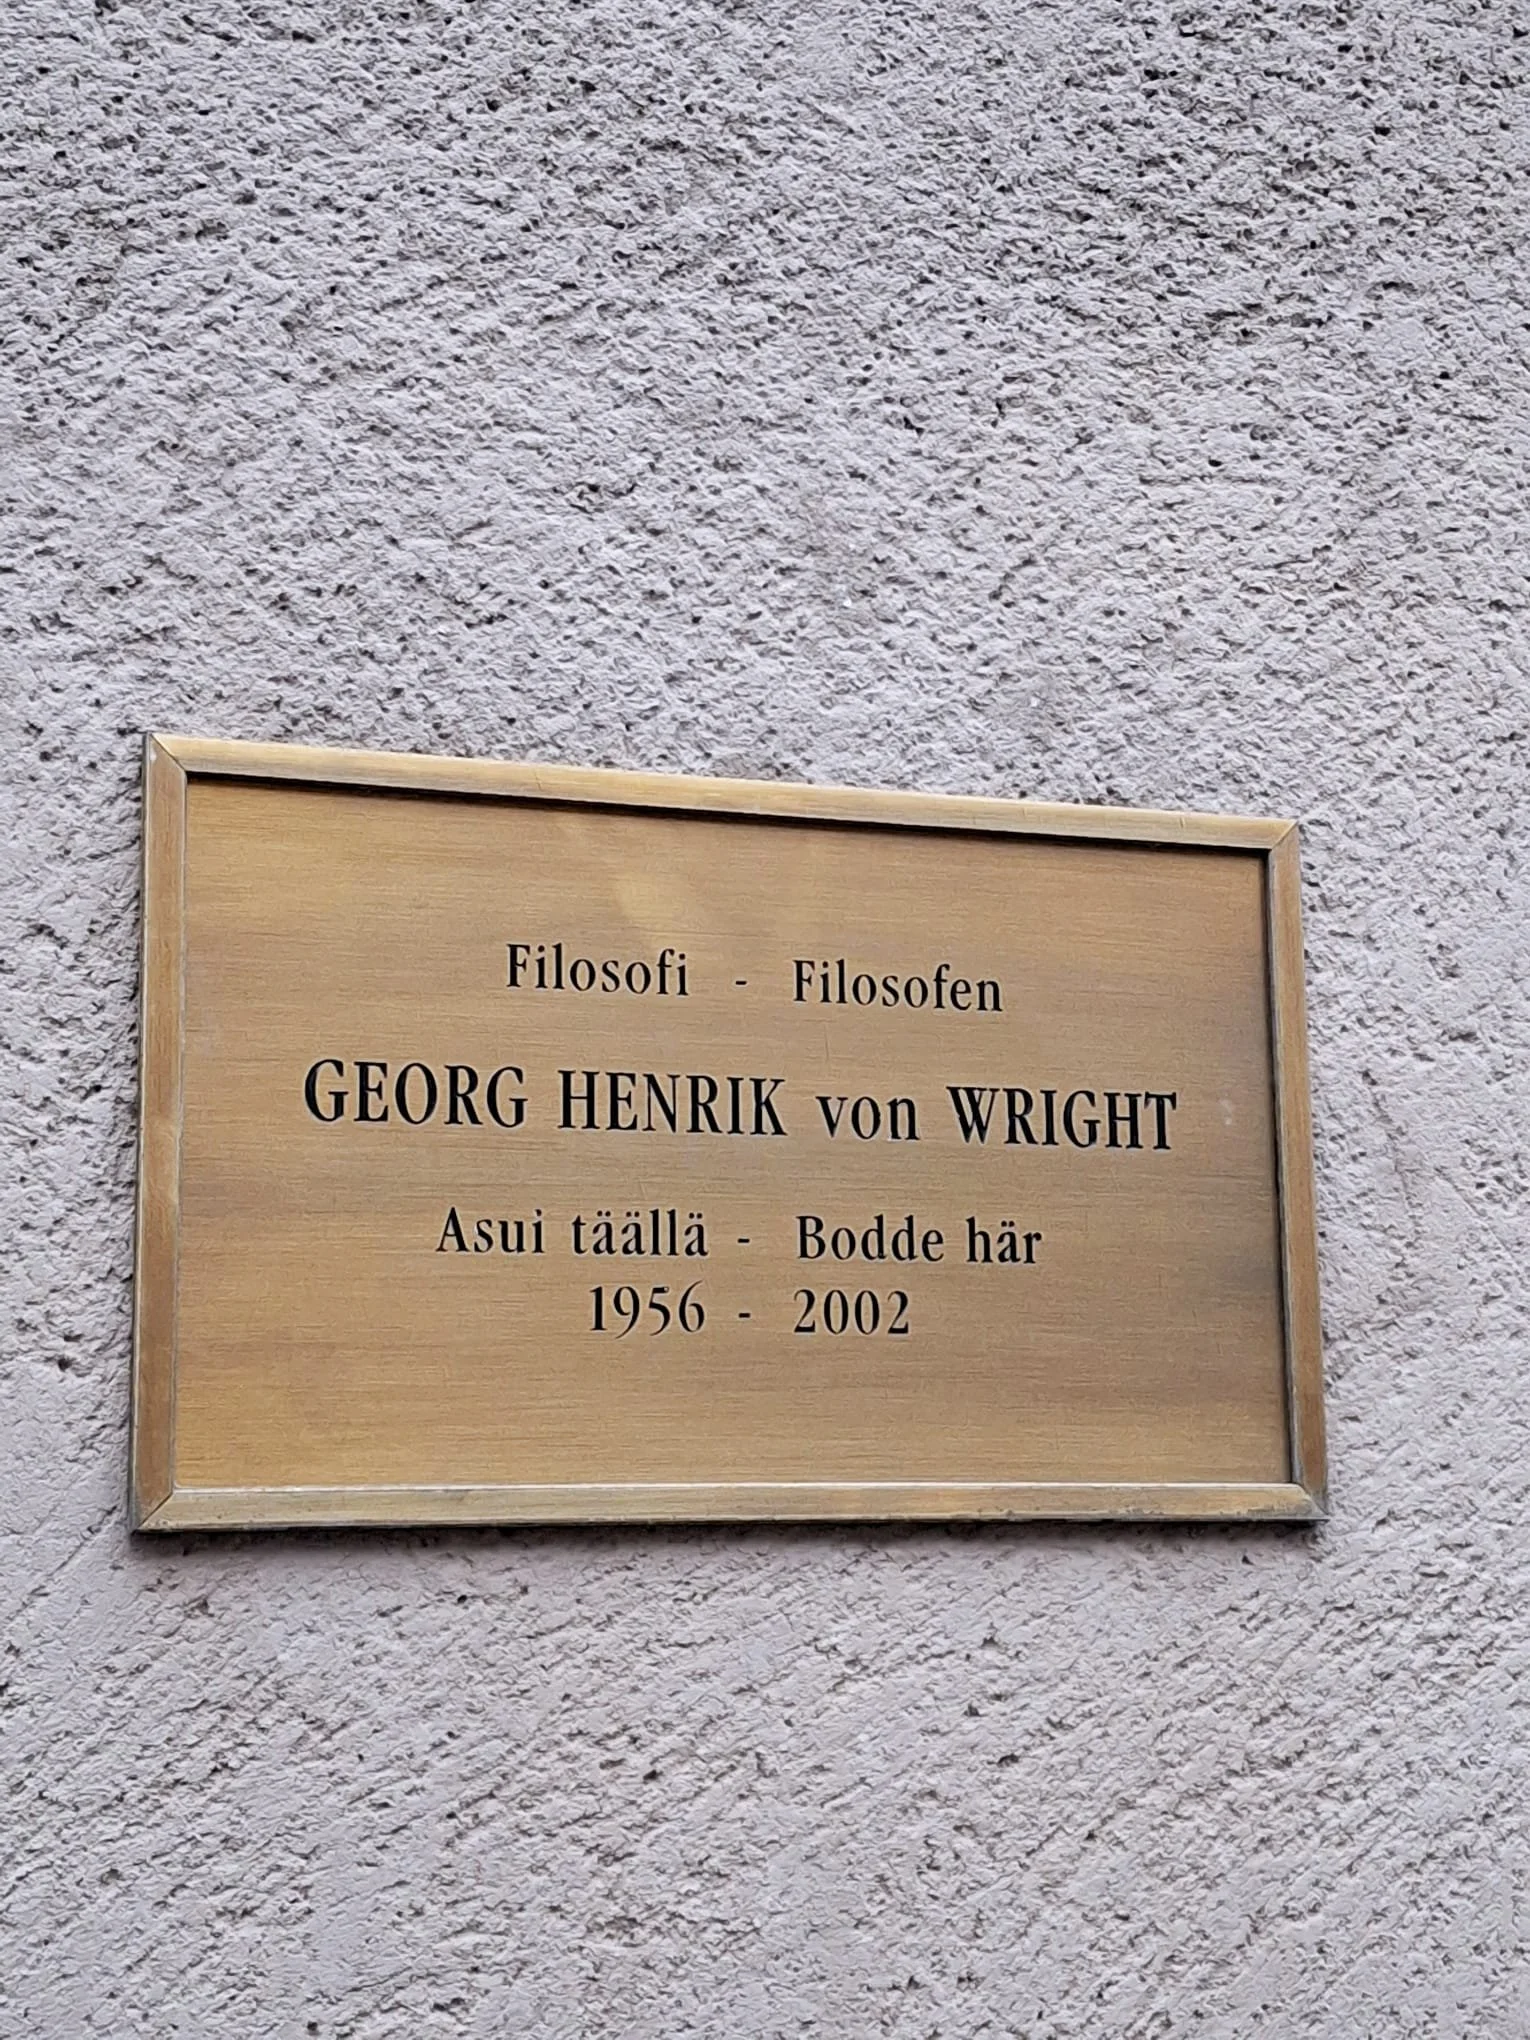 Filosofi - Filosofen
GEORG HENRIK von WRIGHT
Asui täällä - Bodde här
1956 - 2002